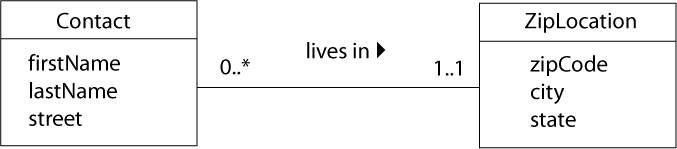 Contact
firstName
lastName
street
0..*
lives in ▶
1..1
ZipLocation
zipCode
city
state